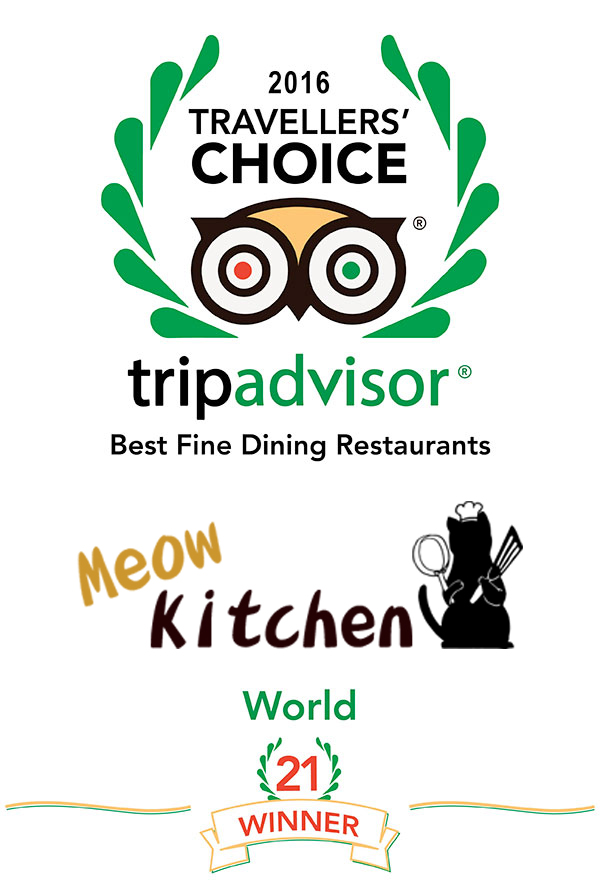 2016
TRAVELLERS’
CHOICE
®
tripadvisor®
Best Fine Dining Restaurants
Meow
Kitchen
World
21
WINNER